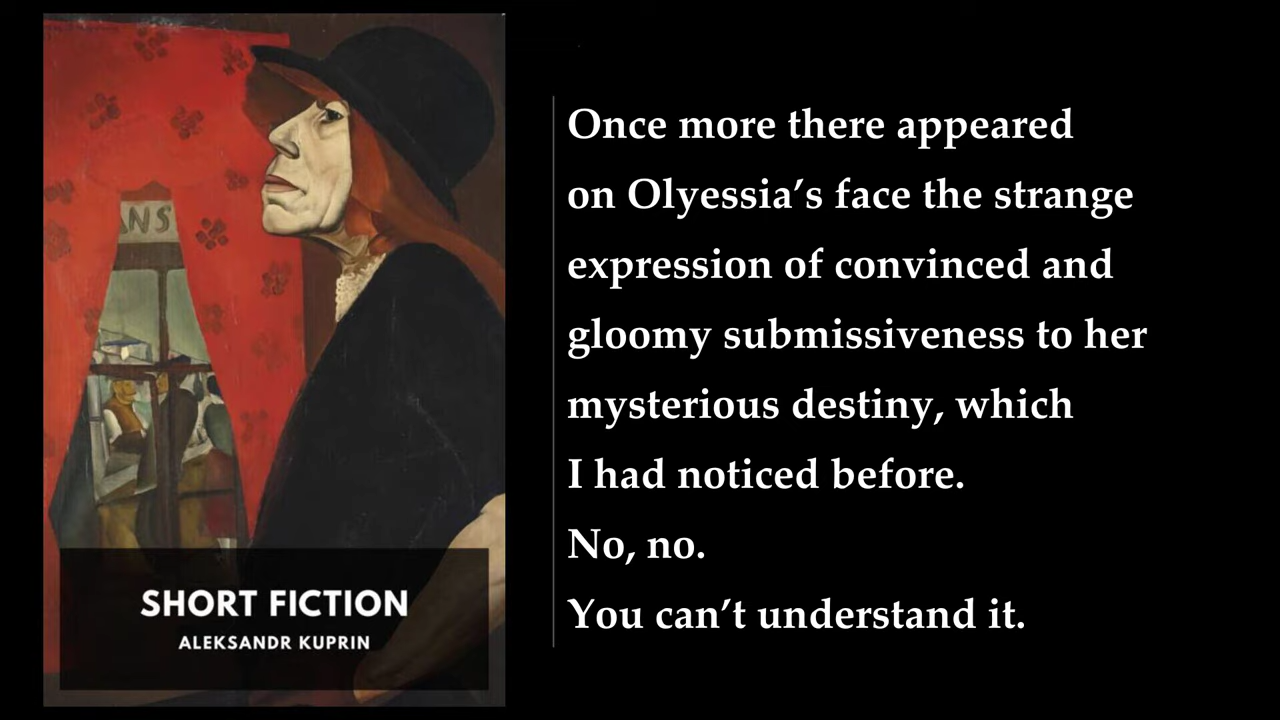 ANS
SHORT FICTION
ALEKSANDR KUPRIN
Once more there appeared
on Olyessia’s face the strange
expression of convinced and
gloomy submissiveness to her
mysterious destiny, which
I had noticed before.
No, no.
You can’t understand it.